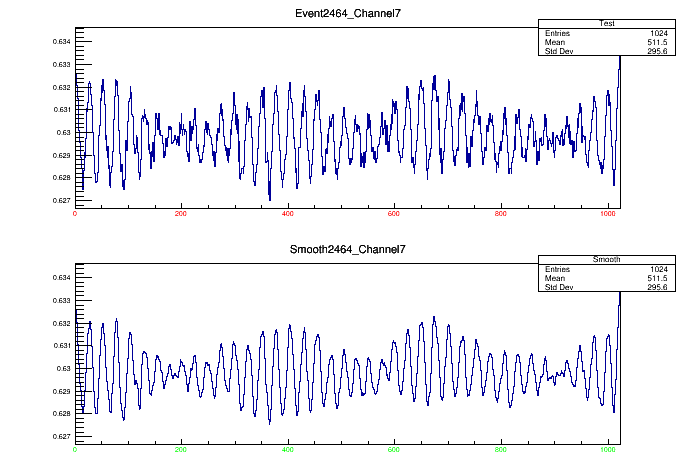 Event2464_Channel7
Test
Entries 1024
Mean 511.5
Std Dev 295.6
0.634
0.633
0.632
0.631
0.63
0.629
0.628
0.627
0 200 400 600 800 1000
Smooth2464_Channel7
Smooth
Entries 1024
Mean 511.5
Std Dev 295.6
0.634
0.633
0.632
0.631
0.63
0.629
0.628
0.627
0 200 400 600 800 1000